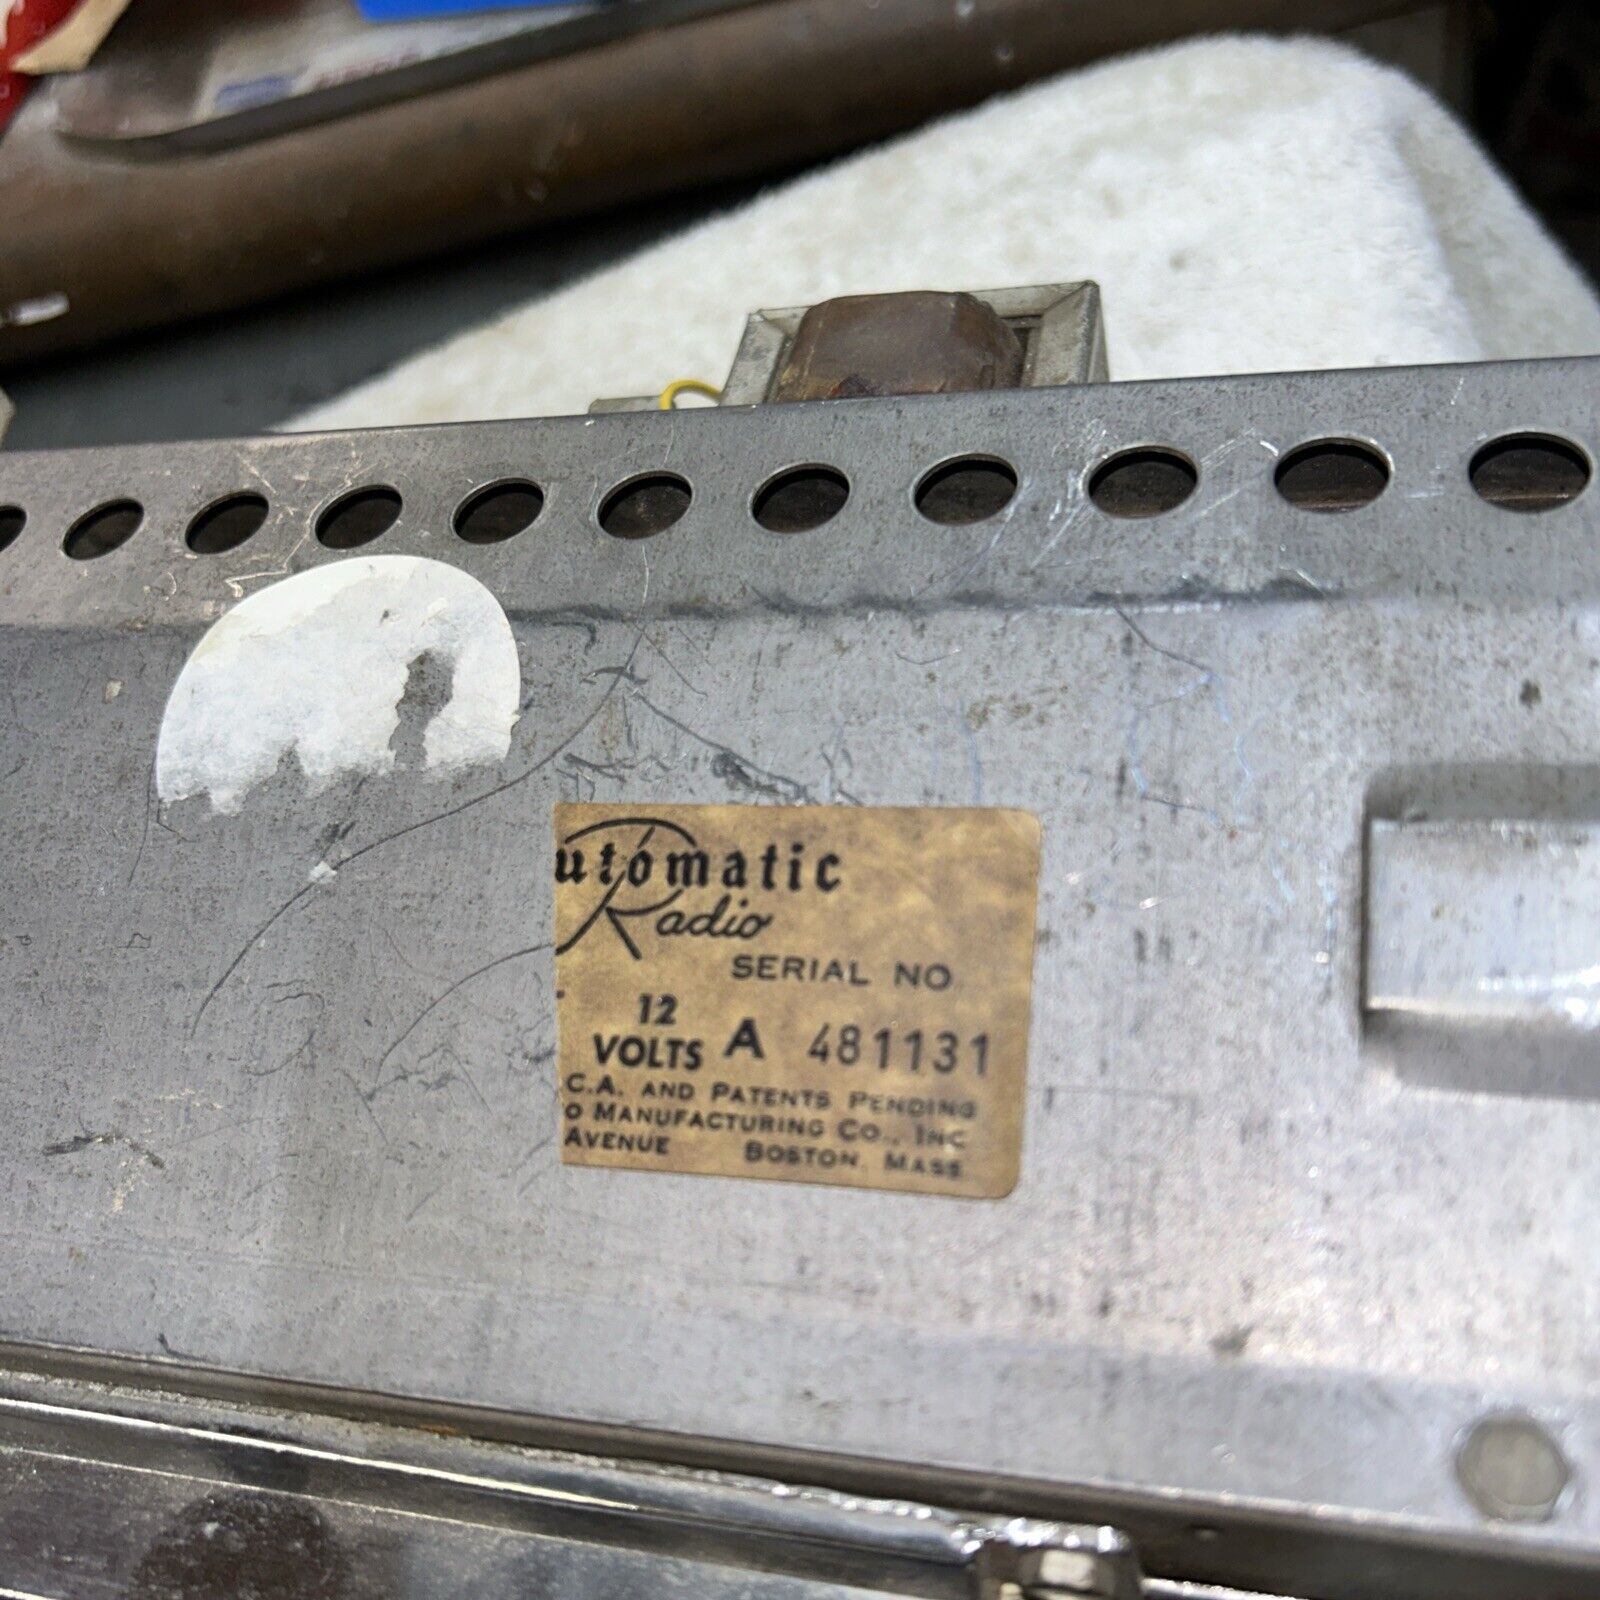 utomatic
Radio
SERIAL NO
12
VOLTS A 481131
C.A. AND PATENTS PENDING
O MANUFACTURING CO., INC
AVENUE BOSTON, MASS